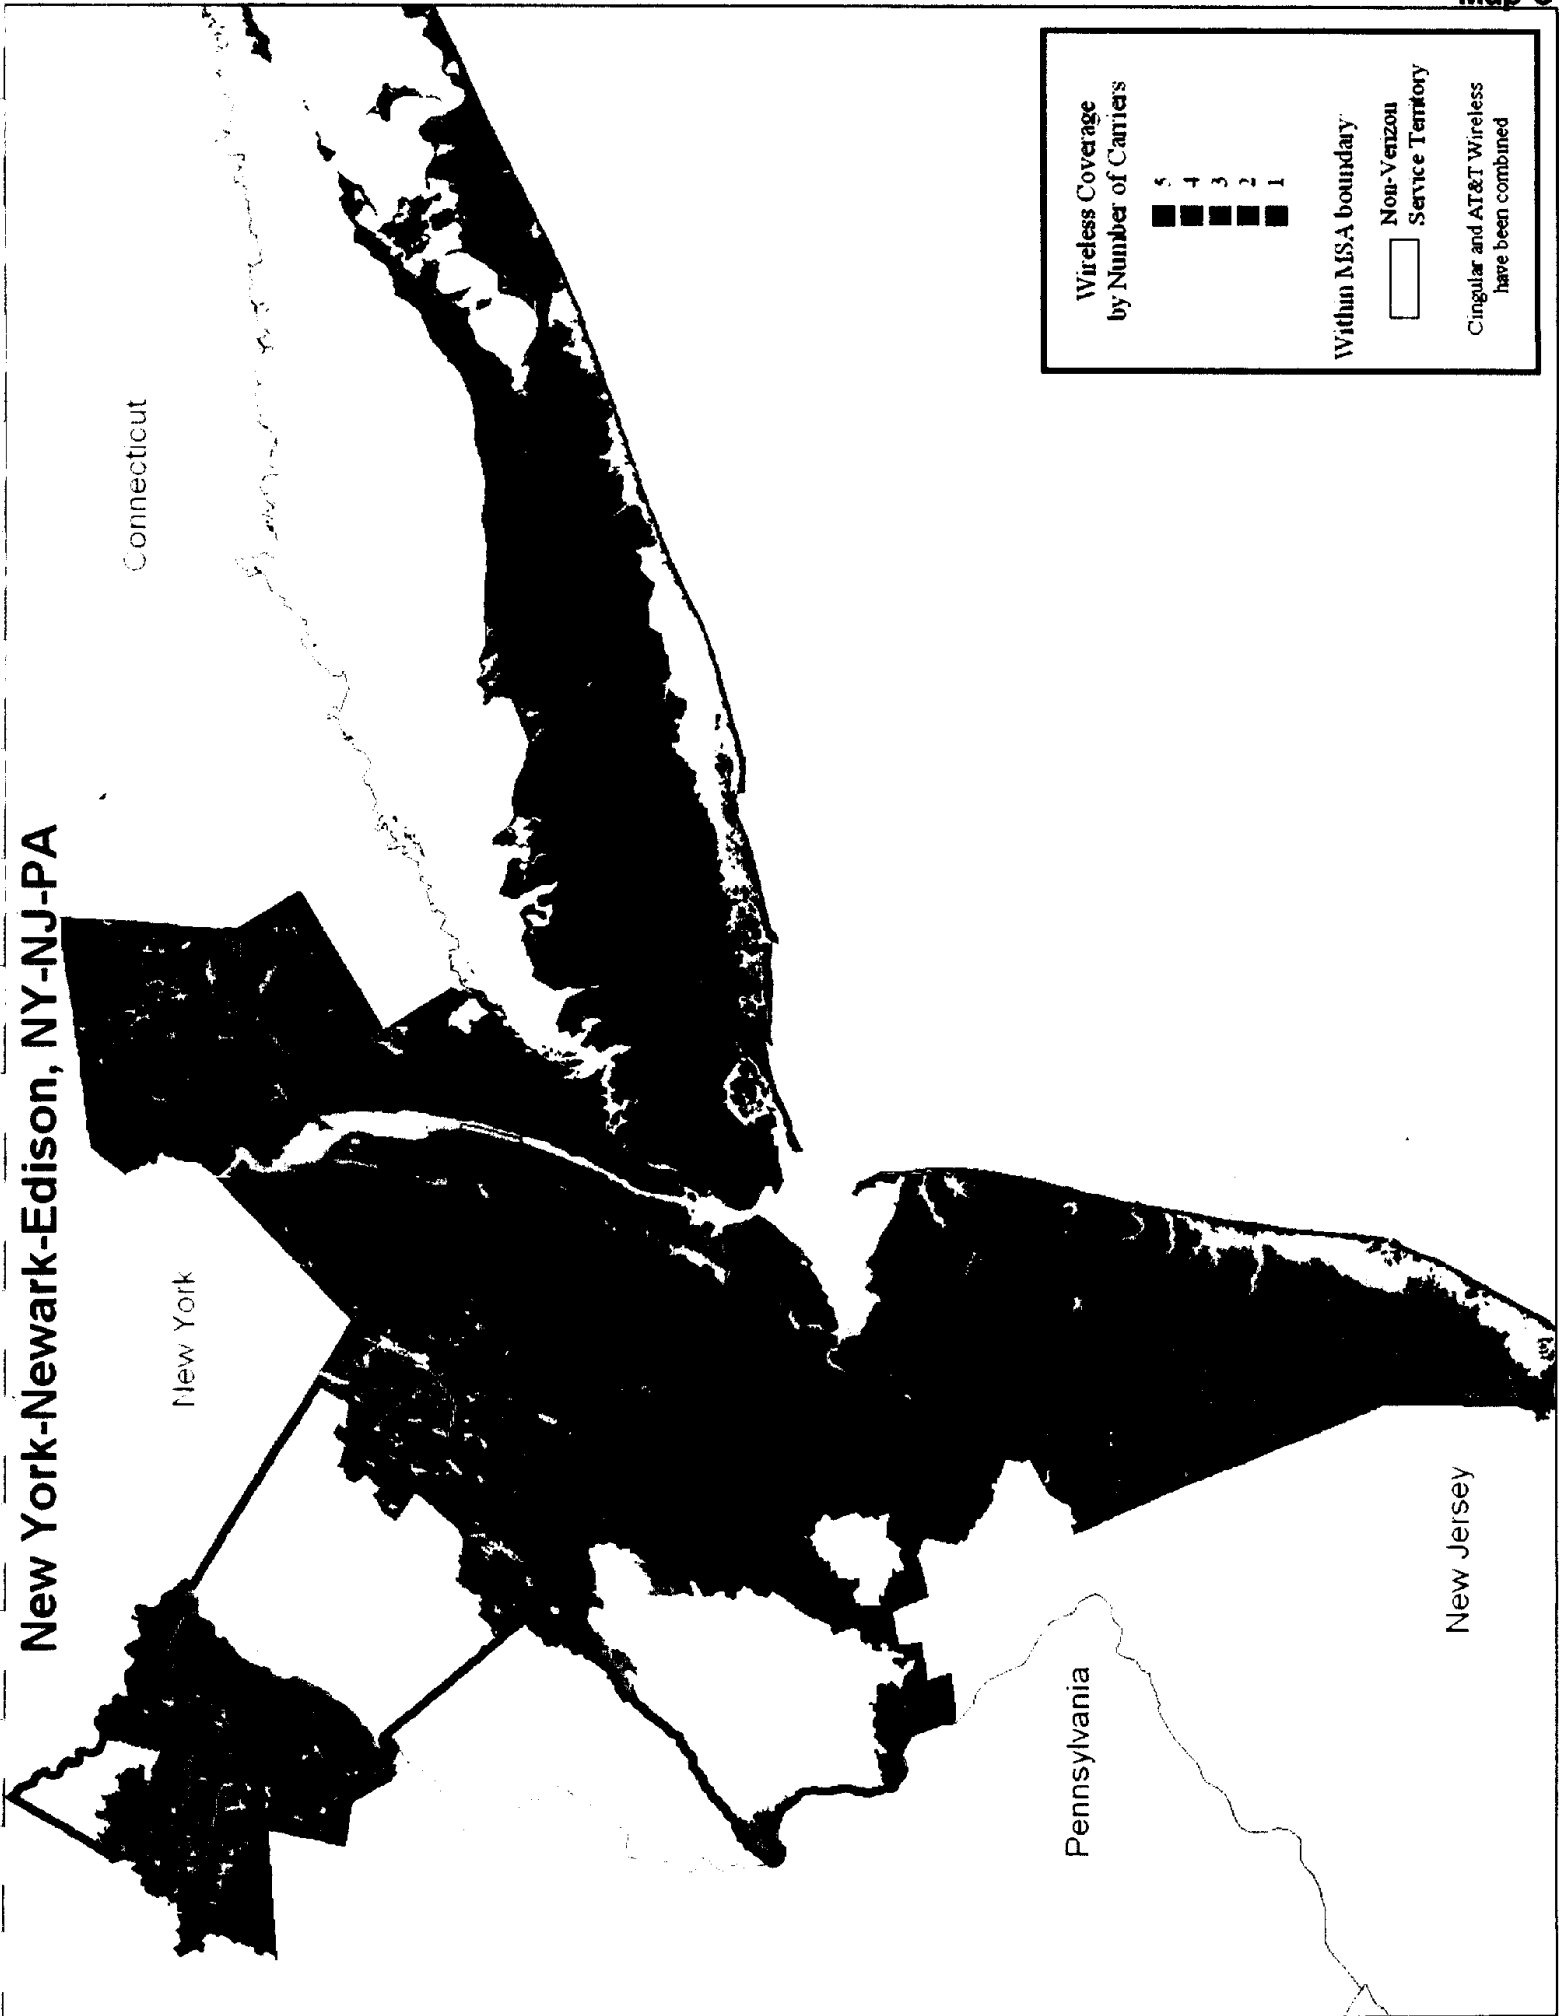 New York-Newark-Edison, NY-NJ-PA
Connecticut
New York
Pennsylvania
New Jersey
Wireless Coverage
by Number of Carriers
5
4
3
2
1
Within MSA boundary
Non-Verizon
Service Territory
Cingular and AT&T Wireless
have been combined